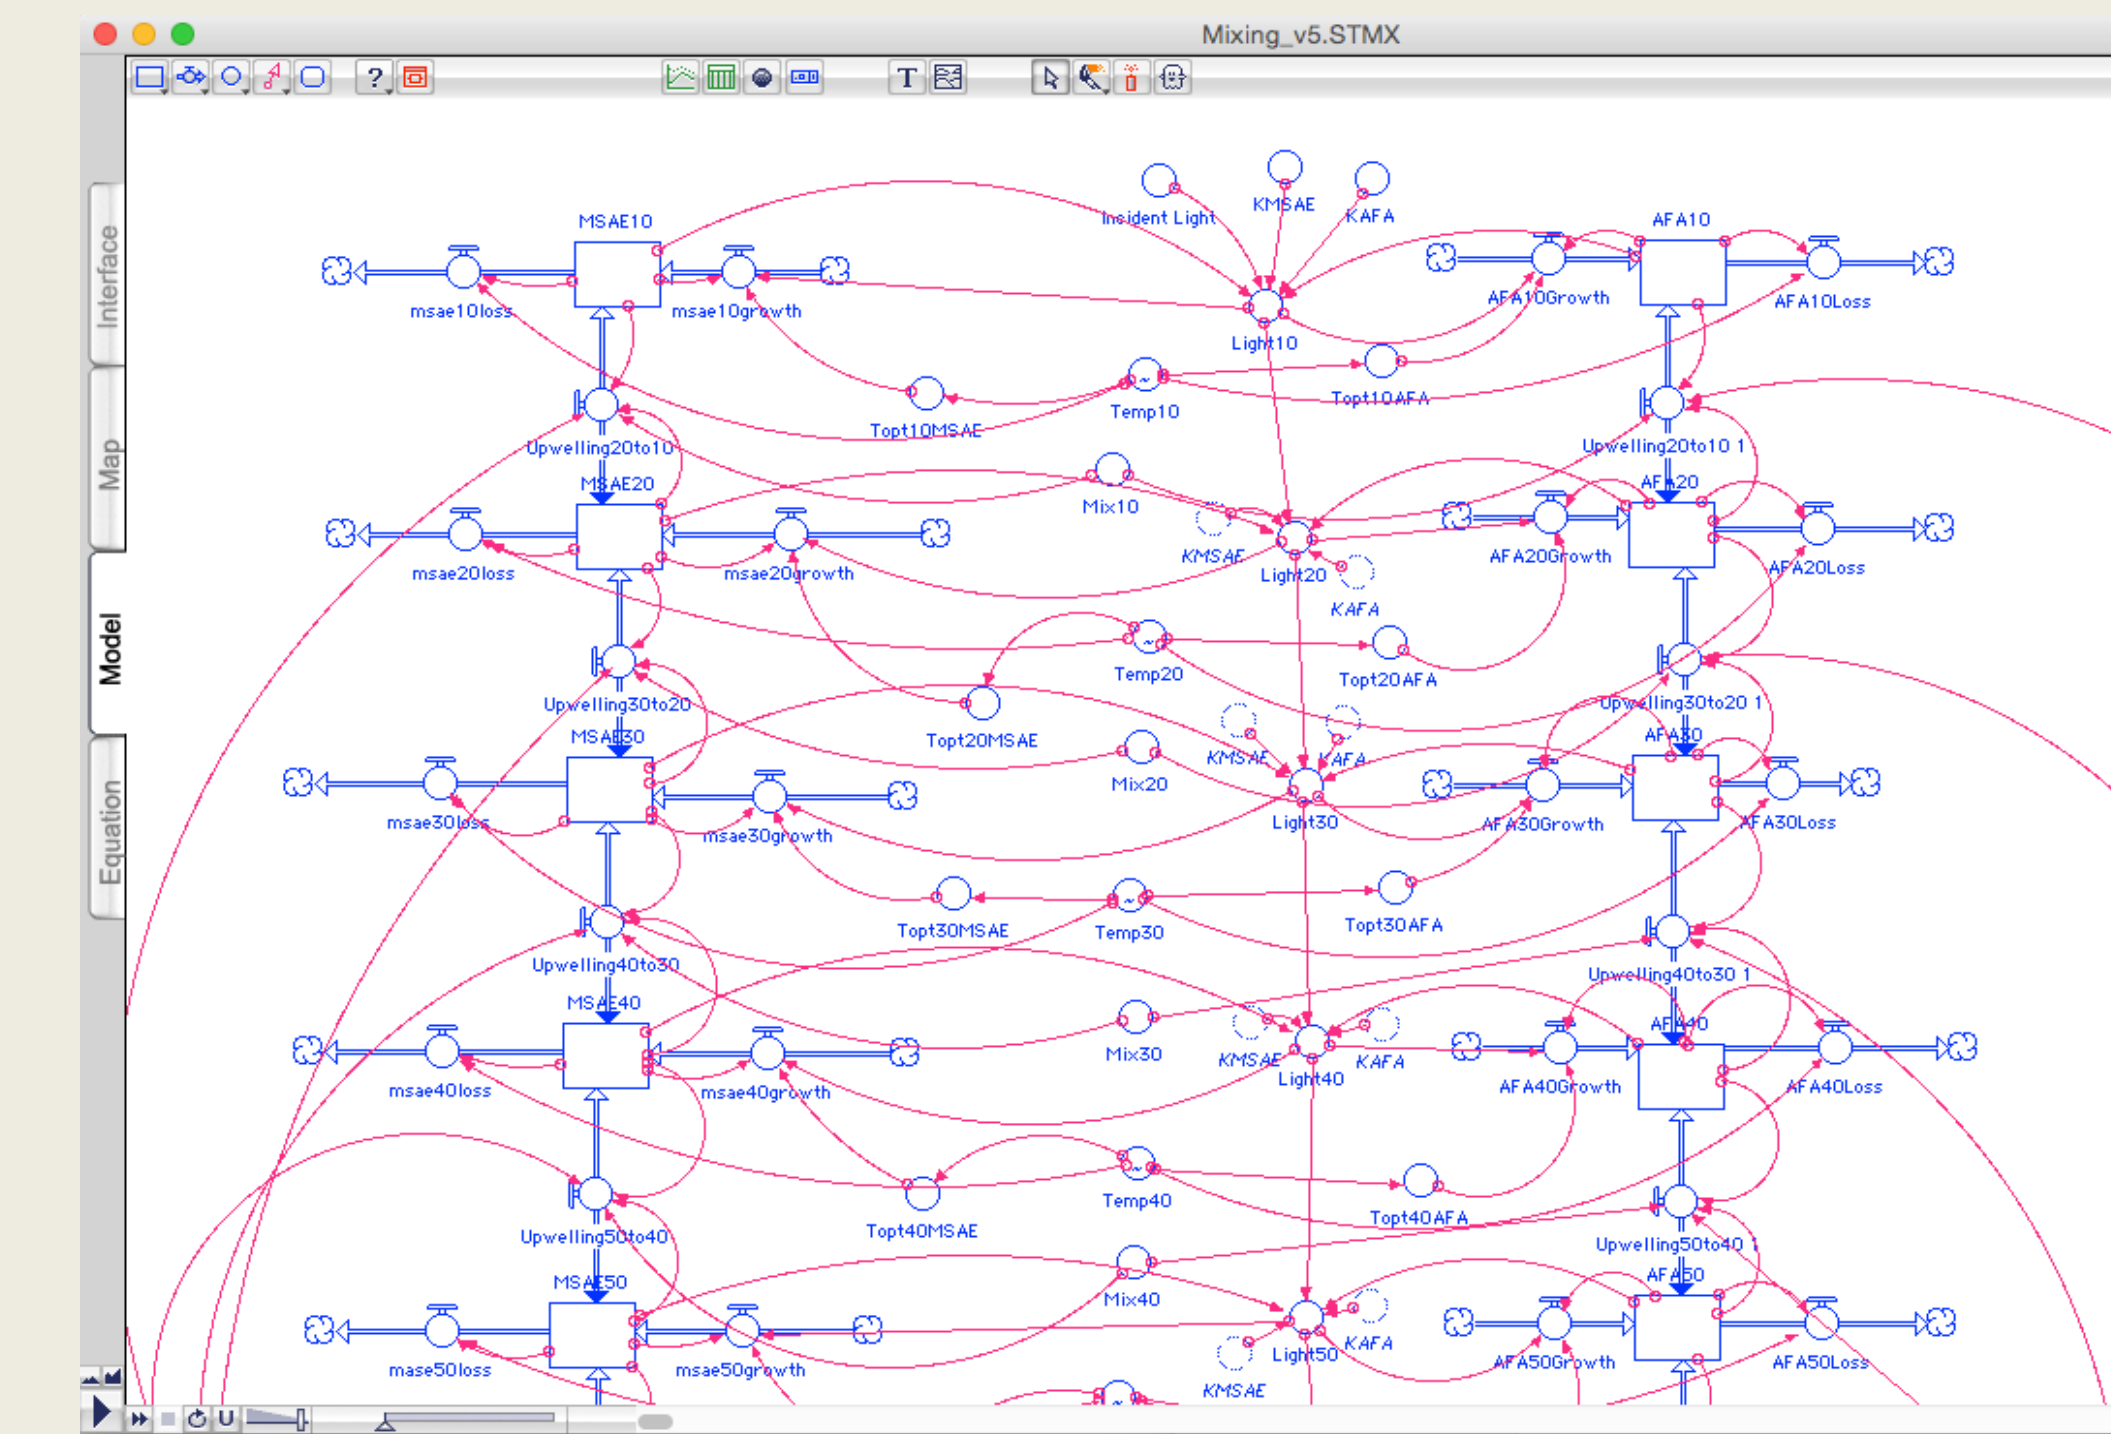 Mixing_v5.STMX
? T
Interface
Map
Model
Equation
Incident Light KMSAE KAFA
MSAE10 AFA10
msae10loss msae10growth Light10 AFA10Growth AFA10Loss
Topt10MSAE Temp10 Topt10AFA
Upwelling20to10 Upwelling20to10 1
MSAE20 Mix10 AFA20
msae20loss msae20growth KMSAE Light20 AFA20Growth AFA20Loss
KAFA
Temp20 Topt20AFA
Upwelling30to20 Upwelling30to20 1
MSAE30 Topt20MSAE KMSAE KAFA AFA30
Mix20
msae30loss msae30growth Light30 AFA30Growth AFA30Loss
Topt30MSAE Temp30 Topt30AFA
Upwelling40to30 Upwelling40to30 1
MSAE40 AFA40
Mix30 KMSAE KAFA
msae40loss msae40growth Light40 AFA40Growth AFA40Loss
Topt40MSAE Temp40 Topt40AFA
Upwelling50to40 Upwelling50to40 1
MSAE50 AFA50
Mix40
mase50loss msae50growth Light50 KAFA AFA50Growth AFA50Loss
KMSAE
U